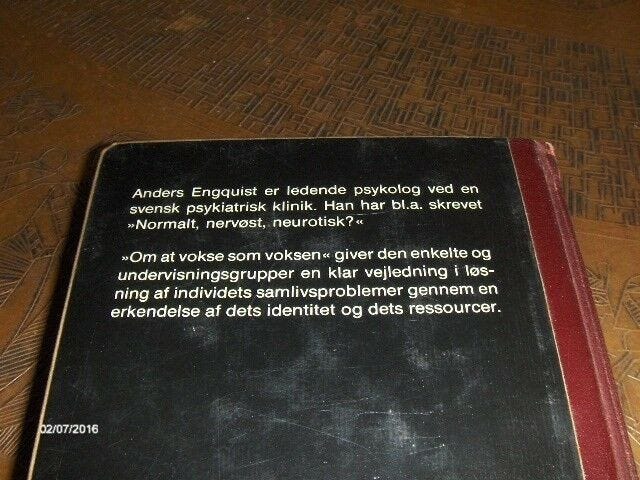 Anders Engquist er ledende psykolog ved en
svensk psykiatrisk klinik. Han har bl.a. skrevet
»Normalt, nervøst, neurotisk?«
»Om at vokse som voksen« giver den enkelte og
undervisningsgrupper en klar vejledning i løs-
ning af individets samlivsproblemer gennem en
erkendelse af dets identitet og dets ressourcer.
02/07/2016